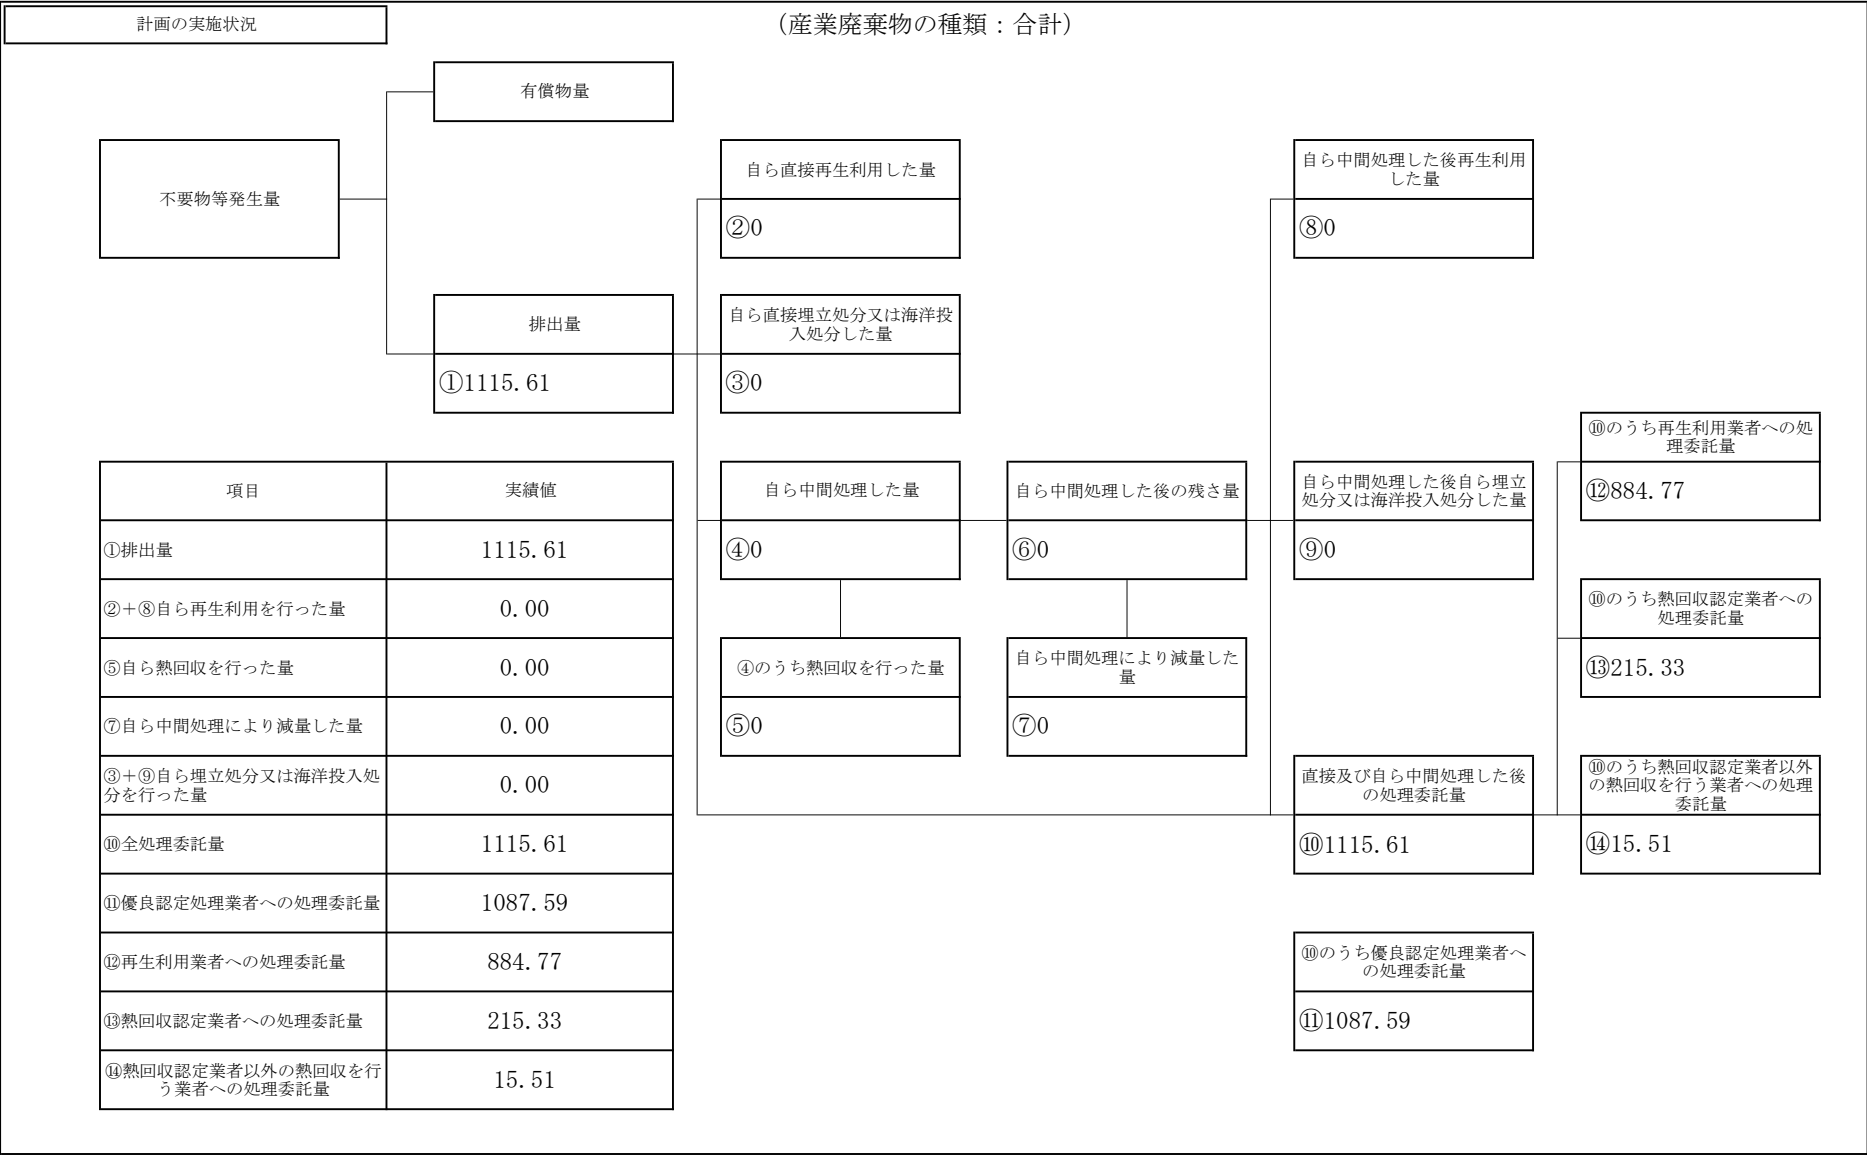 計画の実施状況
（産業廃棄物の種類：合計）
有償物量
不要物等発生量
自ら直接再生利用した量
②0
自ら中間処理した後再生利用
した量
⑧0
排出量
①1115.61
自ら直接埋立処分又は海洋投
入処分した量
③0
⑩のうち再生利用業者への処
理委託量
⑫884.77
自ら中間処理した量
④0
自ら中間処理した後の残さ量
⑥0
自ら中間処理した後自ら埋立
処分又は海洋投入処分した量
⑨0
⑩のうち熱回収認定業者への
処理委託量
⑬215.33
④のうち熱回収を行った量
⑤0
自ら中間処理により減量した
量
⑦0
直接及び自ら中間処理した後
の処理委託量
⑩1115.61
⑩のうち熱回収認定業者以外
の熱回収を行う業者への処理
委託量
⑭15.51
⑩のうち優良認定処理業者へ
の処理委託量
⑪1087.59
項目 実績値
①排出量 1115.61
②＋⑧自ら再生利用を行った量 0.00
⑤自ら熱回収を行った量 0.00
⑦自ら中間処理により減量した量 0.00
③＋⑨自ら埋立処分又は海洋投入処
分を行った量 0.00
⑩全処理委託量 1115.61
⑪優良認定処理業者への処理委託量 1087.59
⑫再生利用業者への処理委託量 884.77
⑬熱回収認定業者への処理委託量 215.33
⑭熱回収認定業者以外の熱回収を行
う業者への処理委託量 15.51